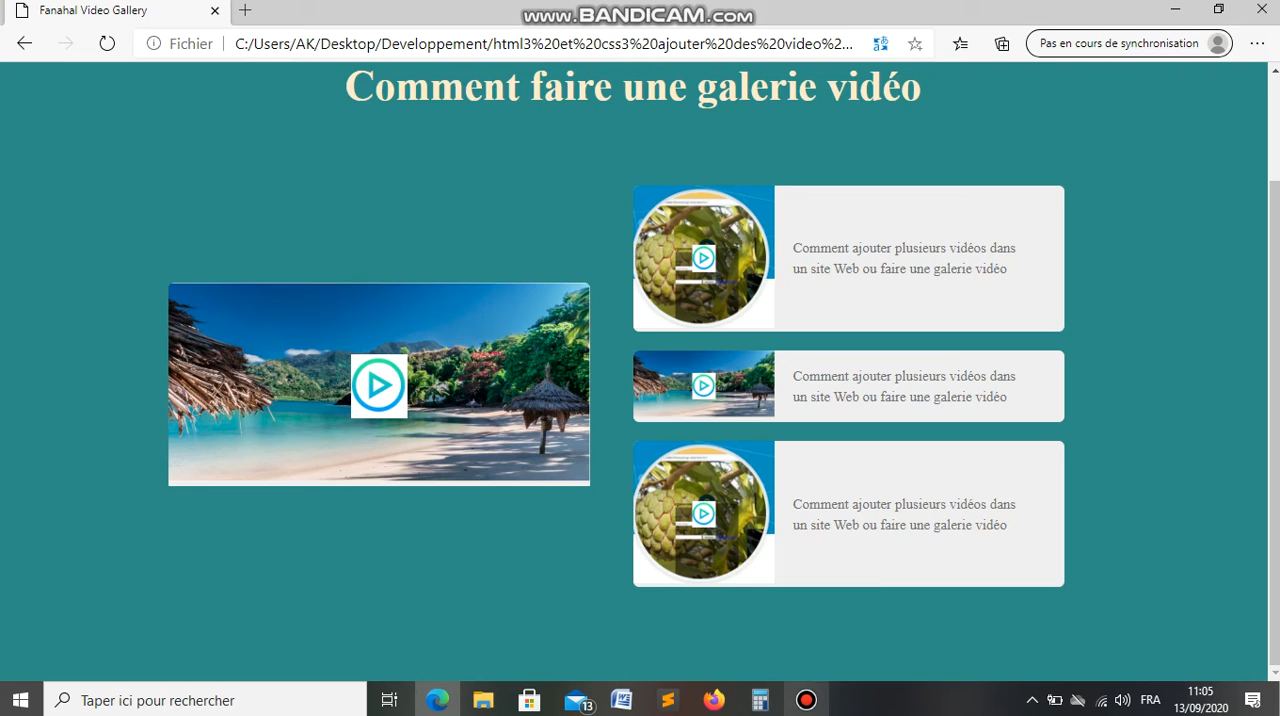 Fanahal Video Gallery
www.BANDICAM.com
Fichier
C:/Users/AK/Desktop/Developpement/html3%20et%20css3%20ajouter%20des%20video%2...
Pas en cours de synchronisation
Comment faire une galerie vidéo
Comment ajouter plusieurs vidéos dans
un site Web ou faire une galerie vidéo
Comment ajouter plusieurs vidéos dans
un site Web ou faire une galerie vidéo
Comment ajouter plusieurs vidéos dans
un site Web ou faire une galerie vidéo
Taper ici pour rechercher
13
FRA
11:05
13/09/2020